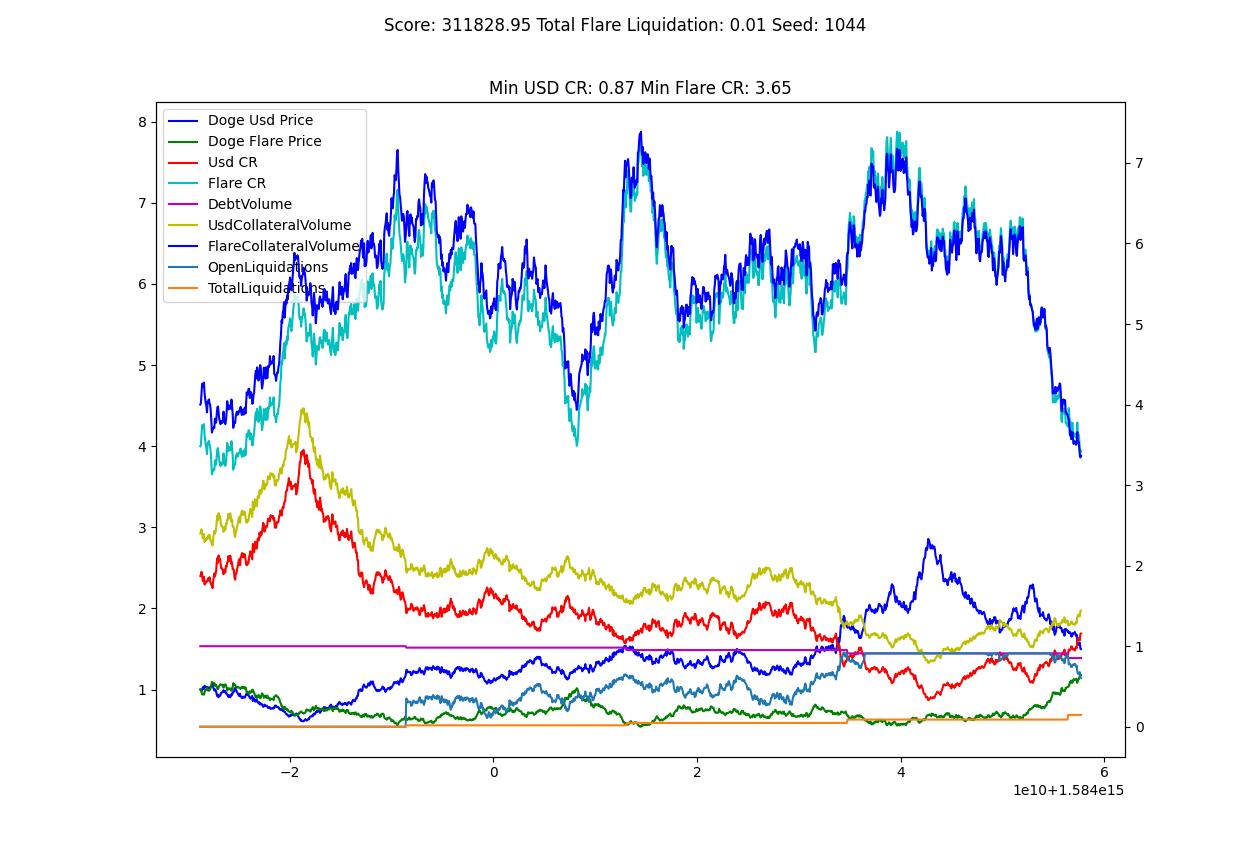 Score: 311828.95 Total Flare Liquidation: 0.01 Seed: 1044
Min USD CR: 0.87 Min Flare CR: 3.65
Doge Usd Price
Doge Flare Price
Usd CR
Flare CR
DebtVolume
UsdCollateralVolume
FlareCollateralVolume
OpenLiquidations
TotalLiquidations
8
7
6
5
4
3
2
1
7
6
5
4
3
2
1
0
−2
0
2
4
6
1e10+1.584e15